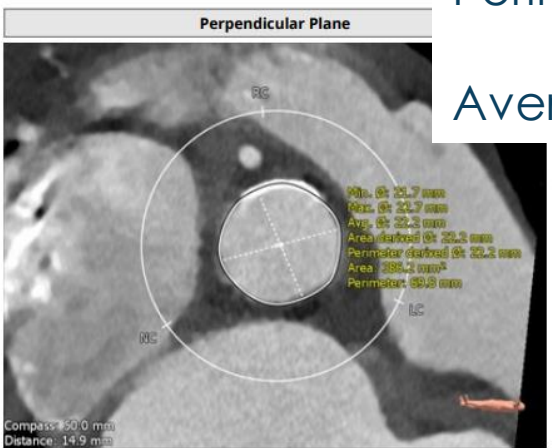 Perpendicular Plane
Aver
RC
Min. Ø: 21.7 mm
Max. Ø: 22.7 mm
Avg. Ø: 22.2 mm
Area derived Ø: 22.2 mm
Perimeter derived Ø: 22.2 mm
Area: 386.2 mm²
Perimeter: 69.8 mm
LC
NC
Compass: 50.0 mm
Distance: 14.9 mm